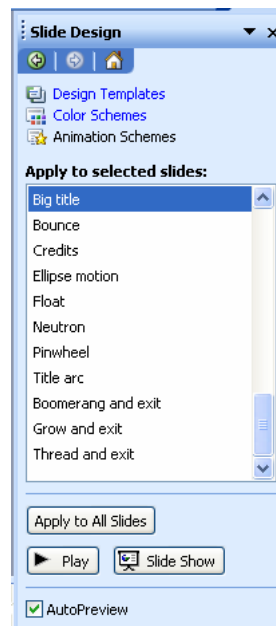 Slide Design
Design Templates
Color Schemes
Animation Schemes
Apply to selected slides:
Big title
Bounce
Credits
Ellipse motion
Float
Neutron
Pinwheel
Title arc
Boomerang and exit
Grow and exit
Thread and exit
Apply to All Slides
Play Slide Show
AutoPreview